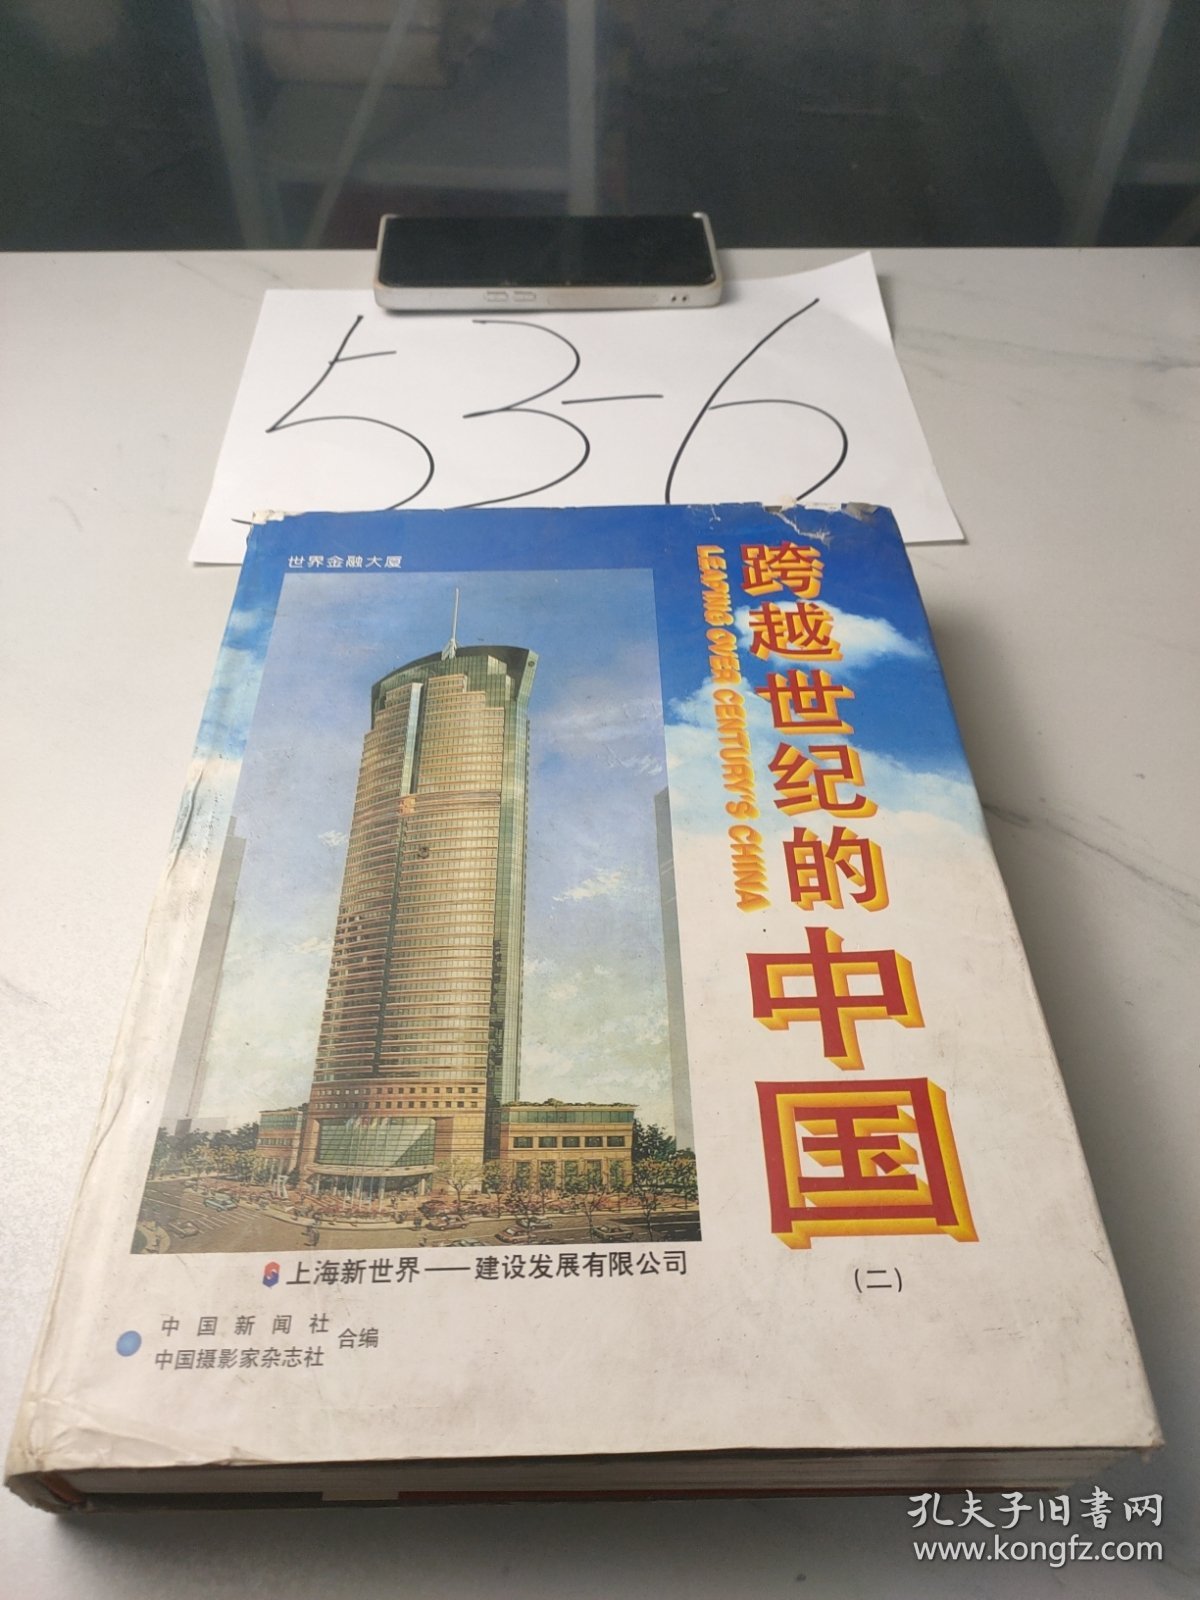 53-6
世界金融大厦
跨越世纪的中国
LEAPING OVER CENTURY'S CHINA
(二)
上海新世界——建设发展有限公司
中国新闻社
中国摄影家杂志社
合编
孔夫子旧书网
www.kongfz.com